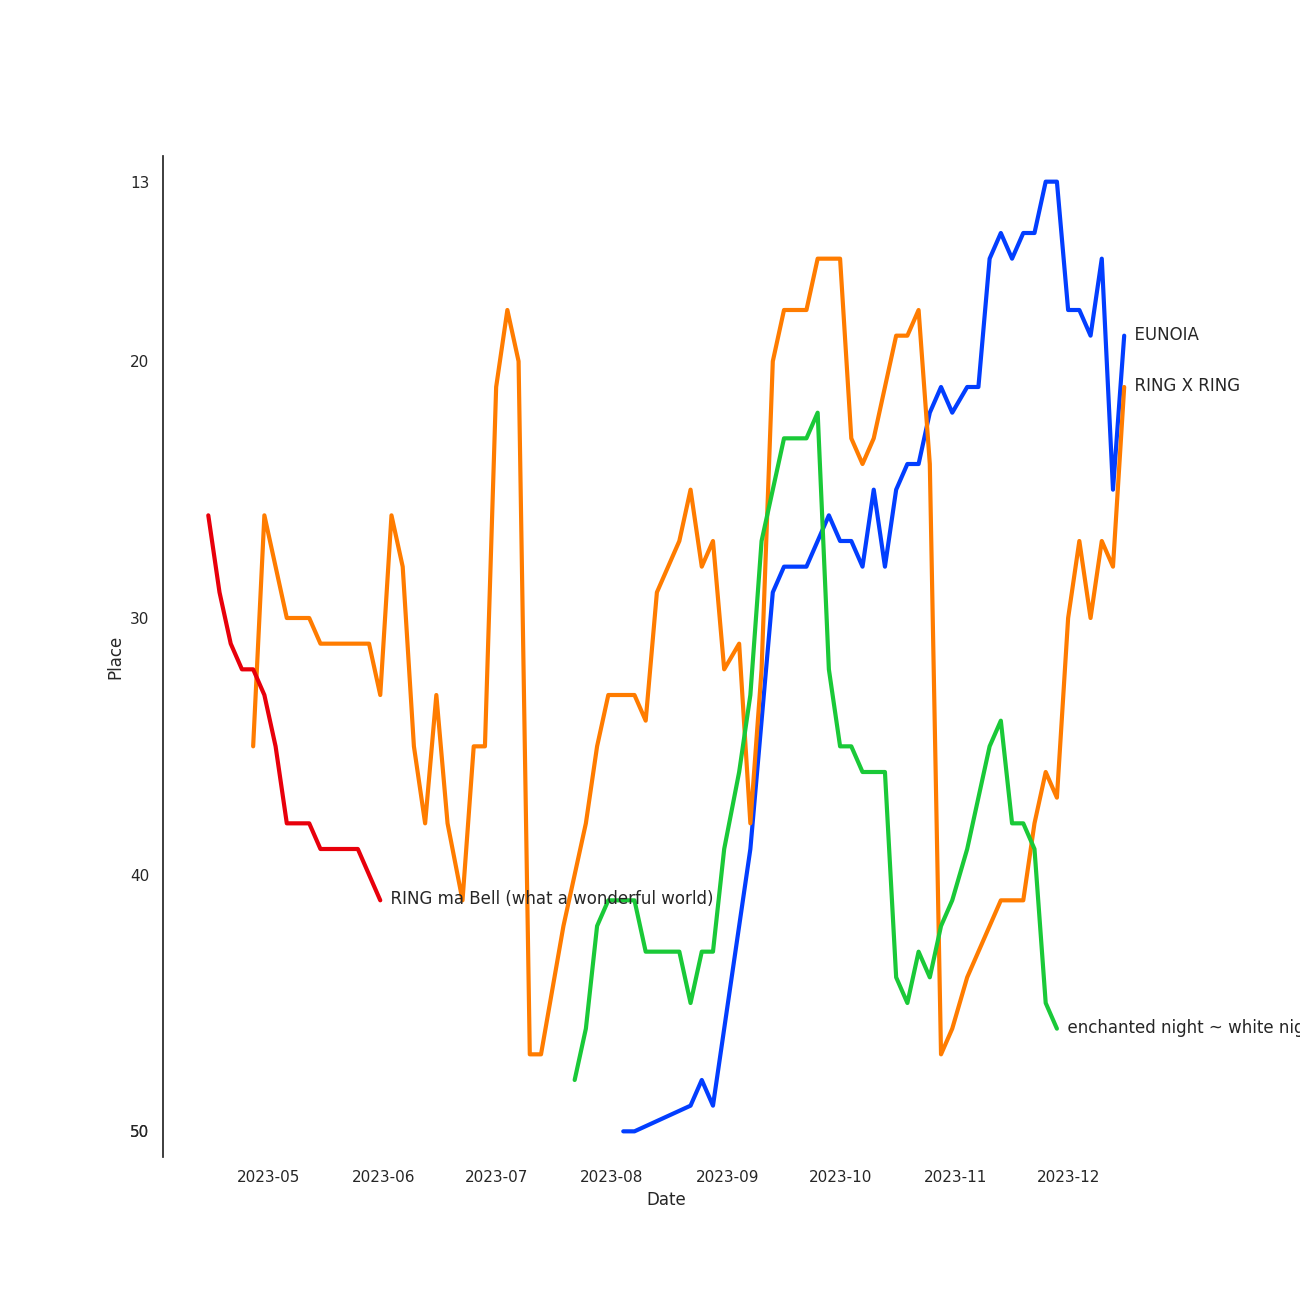 13
EUNOIA
20
RING X RING
30
Place
40
RING ma Bell (what a wonderful world)
enchanted night ~ white
50
2023-05 2023-06 2023-07 2023-08 2023-09 2023-10 2023-11 2023-12
Date